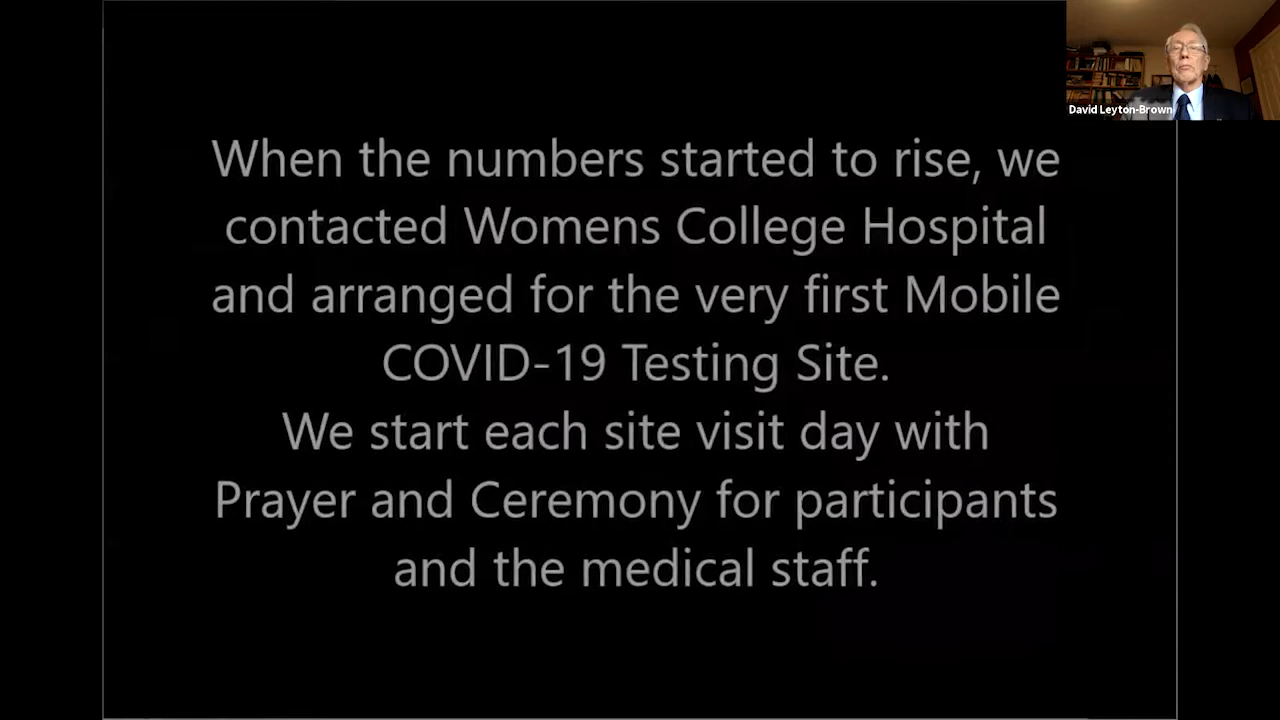 David Leyton-Brown
When the numbers started to rise, we
contacted Womens College Hospital
and arranged for the very first Mobile
COVID-19 Testing Site.
We start each site visit day with
Prayer and Ceremony for participants
and the medical staff.